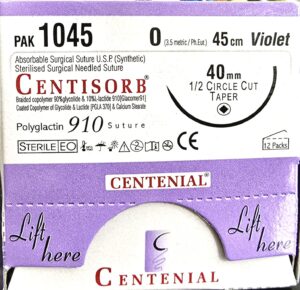 PAK 1045 0 (3.5 metric / Ph.Eur.) 45 cm Violet
Absorbable Surgical Suture U.S.P (Synthetic)
Sterilised Surgical Needled Suture
CENTISORB®
Braided copolymer 90% glycolide & 10% l-lactide 910 [Glacomer91]
Coated Copolymer of Glycolide & Lactide [PGLA 370] & Calcium Stearate
Polyglactin 910 Suture
STERILE EO
40 mm
1/2 CIRCLE CUT
TAPER
12 Packs
CENTENIAL®
Lift here
Lift here
CENTENIAL